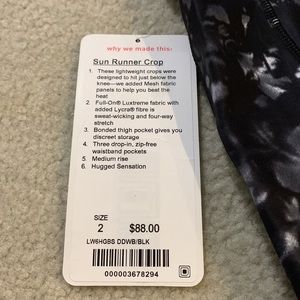 why we made this:
Sun Runner Crop
1. These lightweight crops were
designed to hit just below the
knee—we added Mesh fabric
panels to help you beat the
heat
2. Full-On® Luxtreme fabric with
added Lycra® fibre is
sweat-wicking and four-way
stretch
3. Bonded thigh pocket gives you
discreet storage
4. Three drop-in, zip-free
waistband pockets
5. Medium rise
6. Hugged Sensation
SIZE
2 $88.00
LW6HGBS DDWB/BLK
000003678294